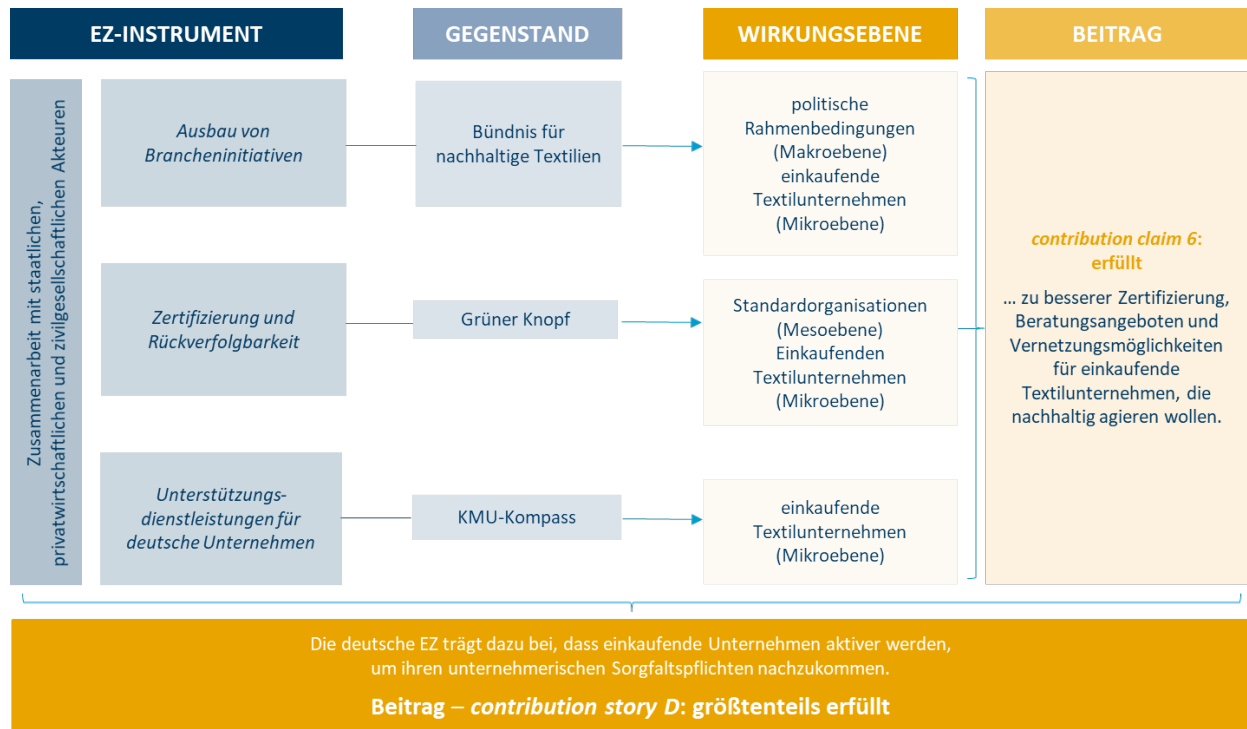 EZ-INSTRUMENT
GEGENSTAND
WIRKUNGSEBENE
BEITRAG
Zusammenarbeit mit staatlichen,
privatwirtschaftlichen und zivilgesellschaftlichen Akteuren
Ausbau von
Brancheninitiativen
Bündnis für
nachhaltige Textilien
politische
Rahmenbedingungen
(Makroebene)
einkaufende
Textilunternehmen
(Mikroebene)
Zertifizierung und
Rückverfolgbarkeit
Grüner Knopf
Standardorganisationen
(Mesoebene)
Einkaufenden
Textilunternehmen
(Mikroebene)
Unterstützungs-
dienstleistungen für
deutsche Unternehmen
KMU-Kompass
einkaufende
Textilunternehmen
(Mikroebene)
contribution claim 6:
erfüllt
... zu besserer Zertifizierung,
Beratungsangeboten und
Vernetzungsmöglichkeiten
für einkaufende
Textilunternehmen, die
nachhaltig agieren wollen.
Die deutsche EZ trägt dazu bei, dass einkaufende Unternehmen aktiver werden,
um ihren unternehmerischen Sorgfaltspflichten nachzukommen.
Beitrag – contribution story D: größtenteils erfüllt